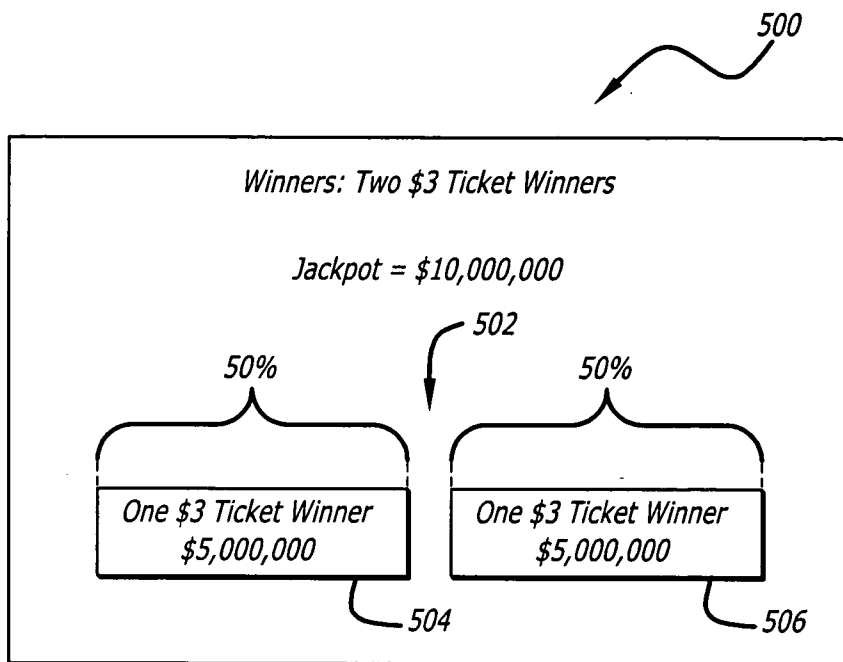 500
Winners: Two $3 Ticket Winners
Jackpot = $10,000,000
502
50%
50%
One $3 Ticket Winner
$5,000,000
One $3 Ticket Winner
$5,000,000
504
506